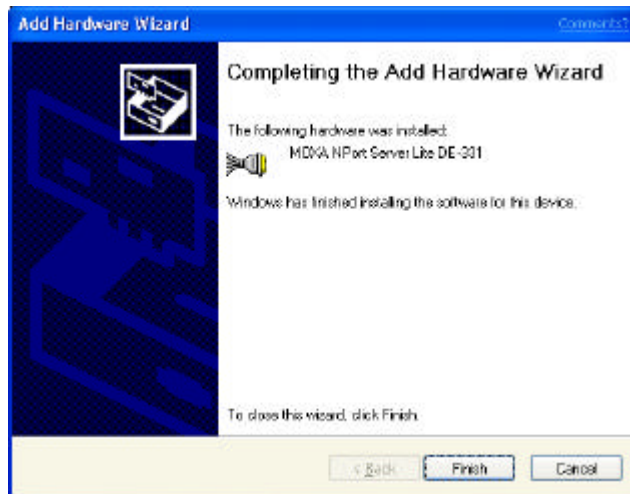 Add Hardware Wizard
Comments?
Completing the Add Hardware Wizard
The following hardware was installed:
MOXA NPort Server Lite DE-331
Windows has finished installing the software for this device.
To close this wizard, click Finish.
< Back
Finish
Cancel